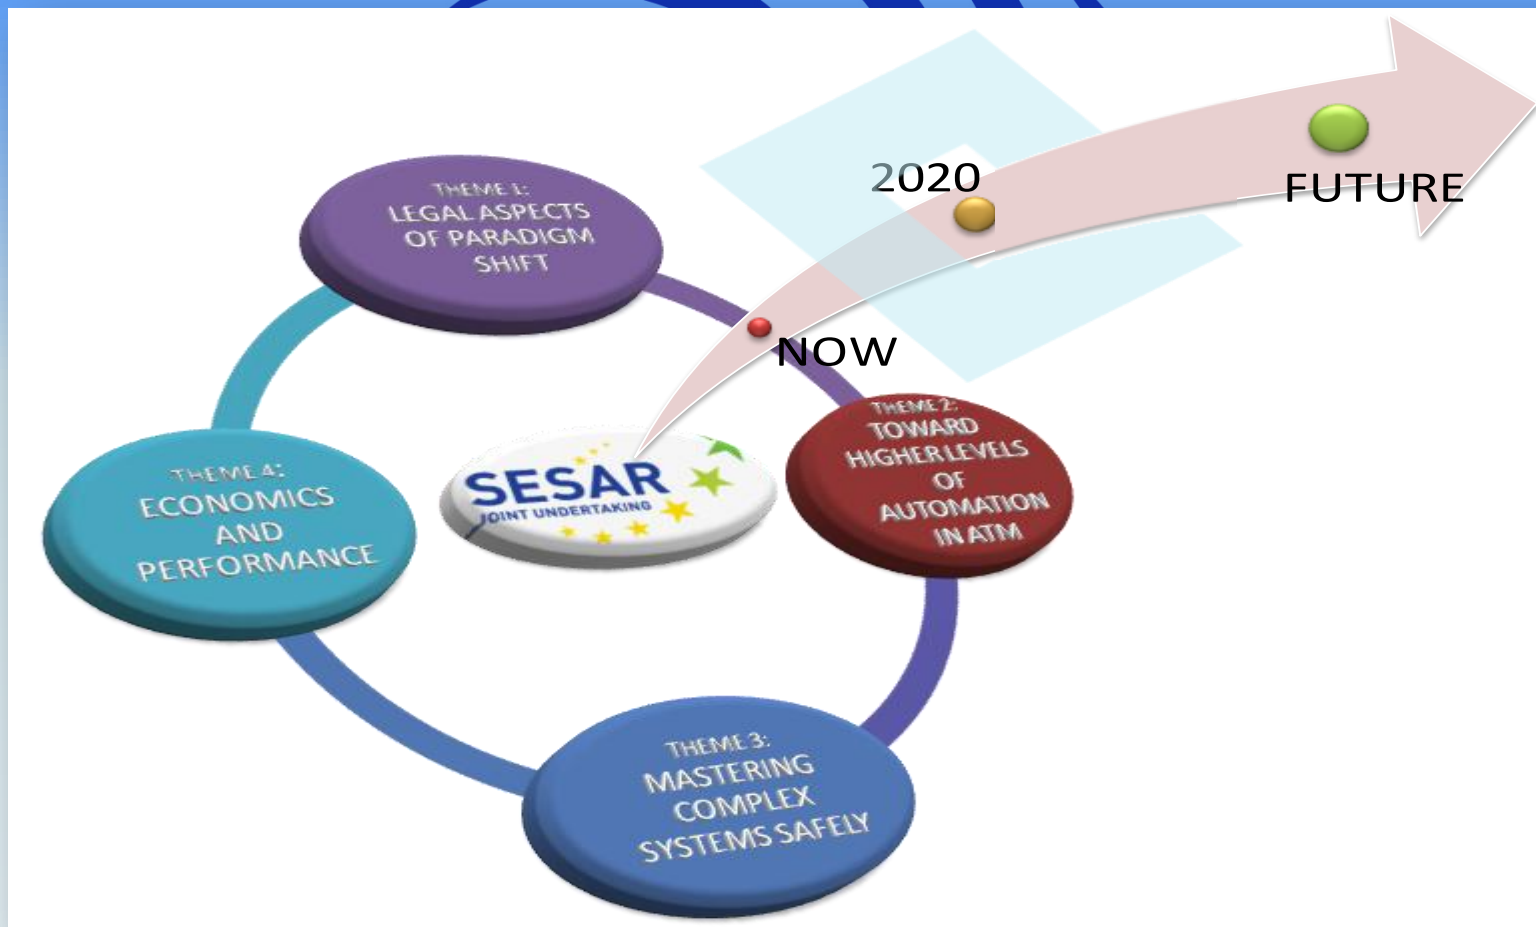 THEME 1:
LEGAL ASPECTS
OF PARADIGM
SHIFT
2020
FUTURE
NOW
THEME 2:
TOWARD
HIGHER LEVELS
OF
AUTOMATION
IN ATM
SESAR
JOINT UNDERTAKING
THEME 4:
ECONOMICS
AND
PERFORMANCE
THEME 3:
MASTERING
COMPLEX
SYSTEMS SAFELY